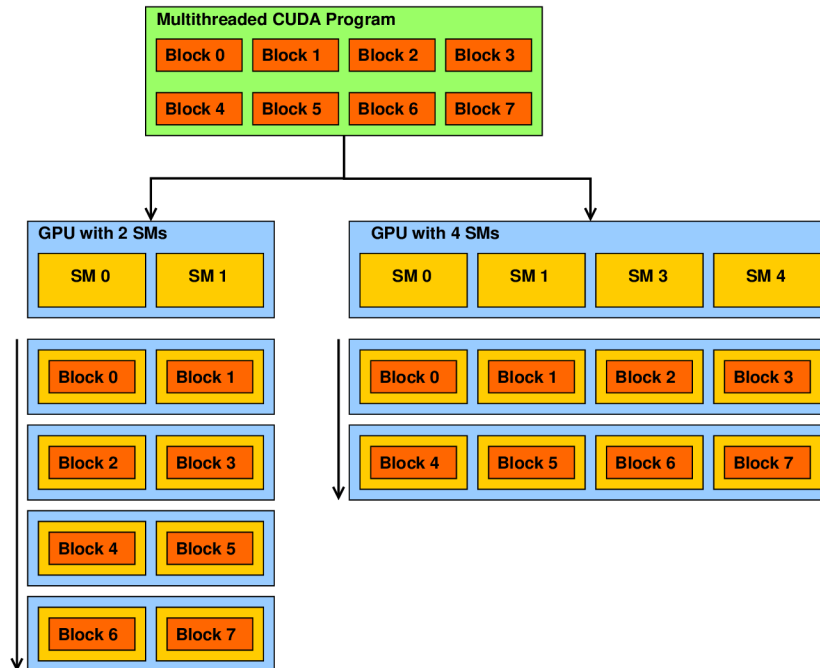 Multithreaded CUDA Program
Block 0 Block 1 Block 2 Block 3
Block 4 Block 5 Block 6 Block 7
GPU with 2 SMs
SM 0 SM 1
Block 0 Block 1
Block 2 Block 3
Block 4 Block 5
Block 6 Block 7
GPU with 4 SMs
SM 0 SM 1 SM 3 SM 4
Block 0 Block 1 Block 2 Block 3
Block 4 Block 5 Block 6 Block 7